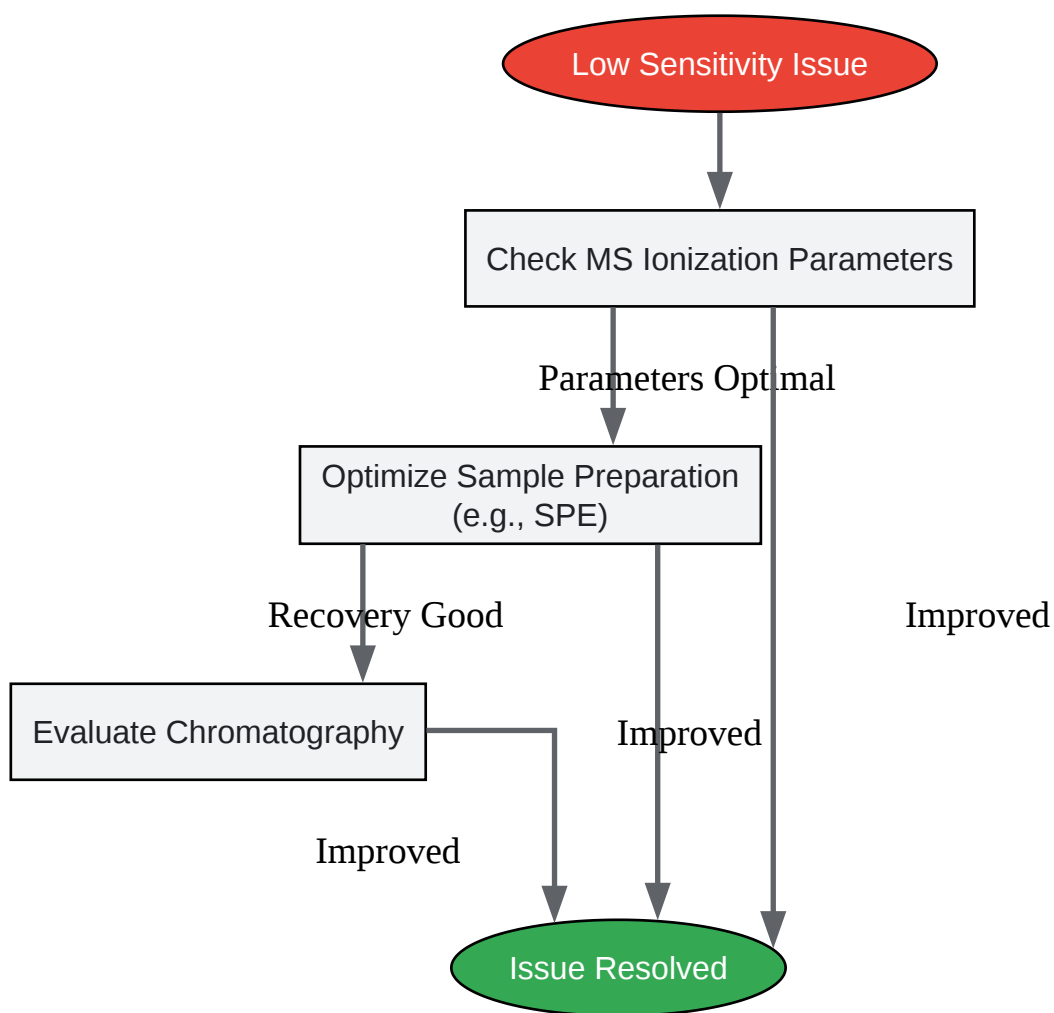 Low Sensitivity Issue
Check MS Ionization Parameters
Parameters Optimal
Optimize Sample Preparation
(e.g., SPE)
Recovery Good
Improved
Evaluate Chromatography
Improved
Improved
Issue Resolved